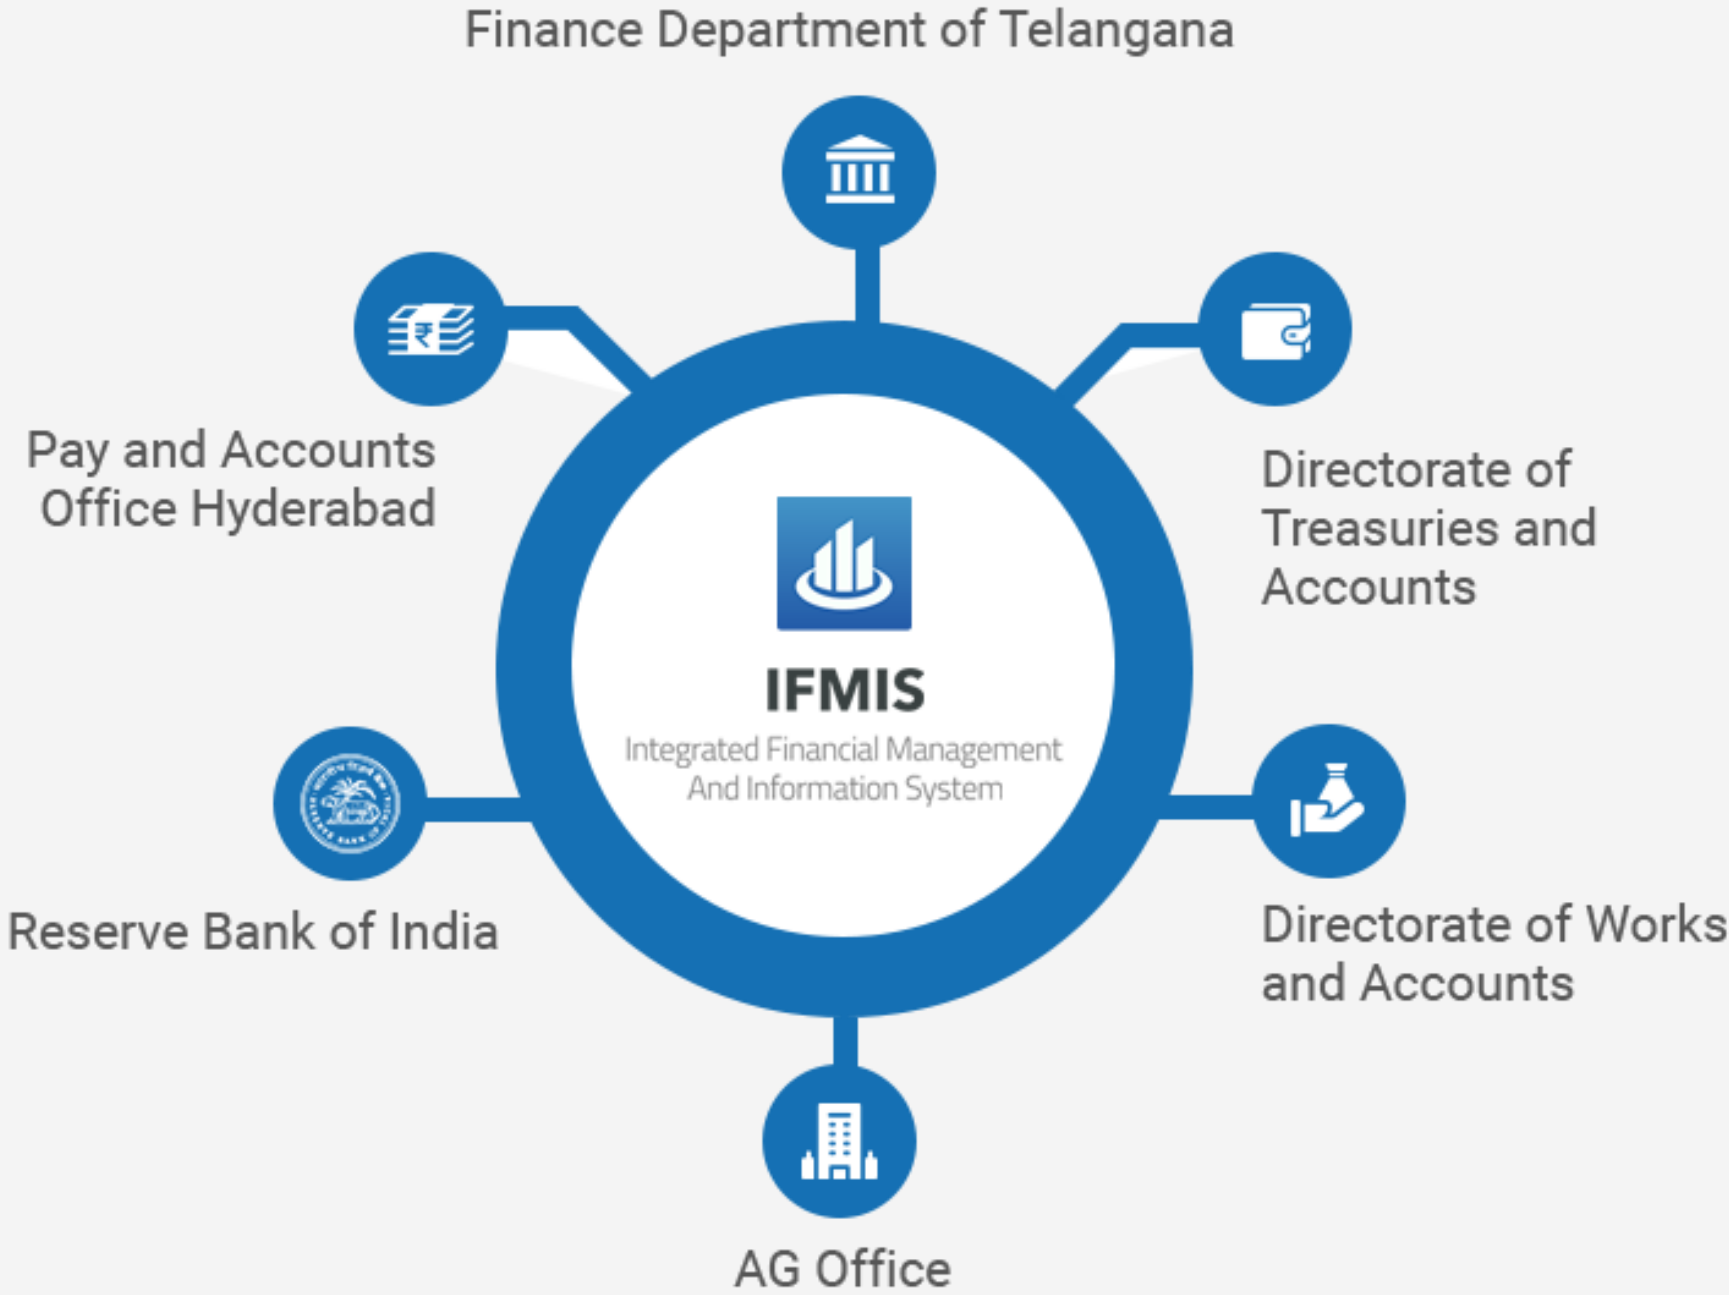 Finance Department of Telangana
Pay and Accounts
Office Hyderabad
Directorate of
Treasuries and
Accounts
IFMIS
Integrated Financial Management
And Information System
Reserve Bank of India
Directorate of Works
and Accounts
AG Office